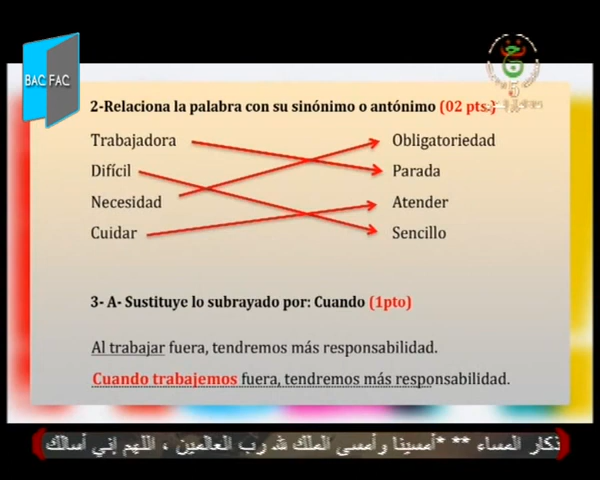 BAC FAC
2-Relaciona la palabra con su sinónimo o antónimo (02 pts.)
Trabajadora Obligatoriedad
Difícil Parada
Necesidad Atender
Cuidar Sencillo
3- A- Sustituye lo subrayado por: Cuando (1pto)
Al trabajar fuera, tendremos más responsabilidad.
Cuando trabajemos fuera, tendremos más responsabilidad.
ذكار المساء ** *أمسينا وأمسى الملك لله رب العالمين ، اللهم إني أسالك